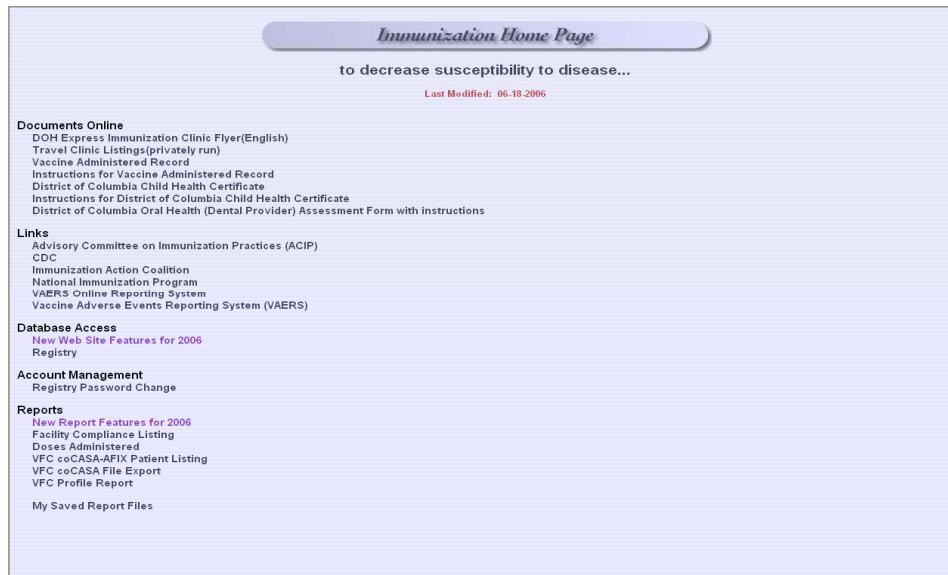 Immunization Home Page
to decrease susceptibility to disease...
Last Modified: 06-18-2006
Documents Online
DOH Express Immunization Clinic Flyer(English)
Travel Clinic Listings(privately run)
Vaccine Administered Record
Instructions for Vaccine Administered Record
District of Columbia Child Health Certificate
Instructions for District of Columbia Child Health Certificate
District of Columbia Oral Health (Dental Provider) Assessment Form with instructions
Links
Advisory Committee on Immunization Practices (ACIP)
CDC
Immunization Action Coalition
National Immunization Program
VAERS Online Reporting System
Vaccine Adverse Events Reporting System (VAERS)
Database Access
New Web Site Features for 2006
Registry
Account Management
Registry Password Change
Reports
New Report Features for 2006
Facility Compliance Listing
Doses Administered
VFC coCASA-AFIX Patient Listing
VFC coCASA File Export
VFC Profile Report
My Saved Report Files